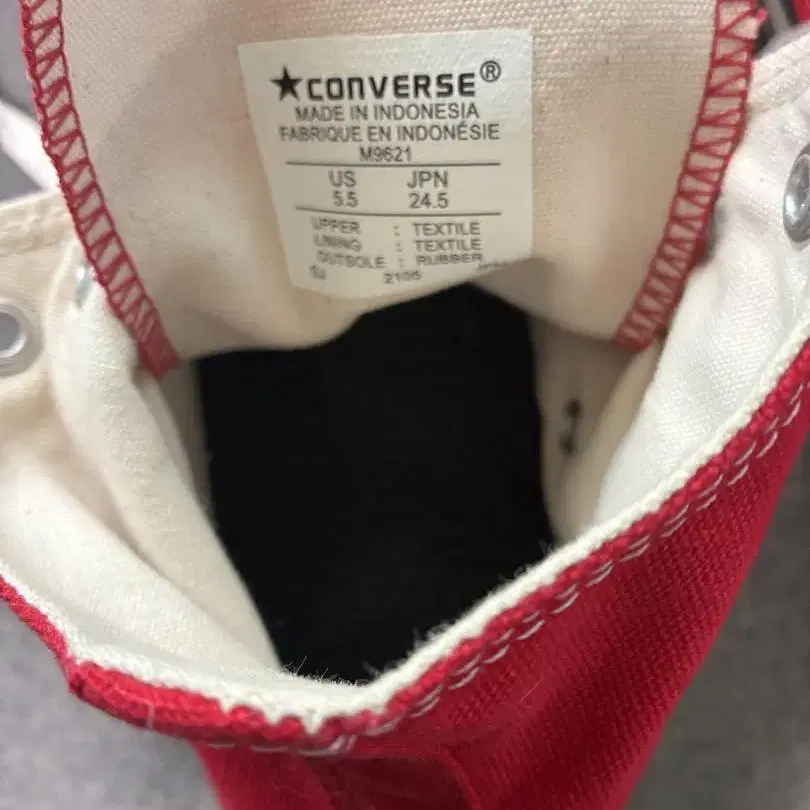 ★CONVERSE®
MADE IN INDONESIA
FABRIQUE EN INDONÉSIE
M9621
US JPN
5.5 24.5
UPPER : TEXTILE
LINING : TEXTILE
OUTSOLE : RUBBER
2105